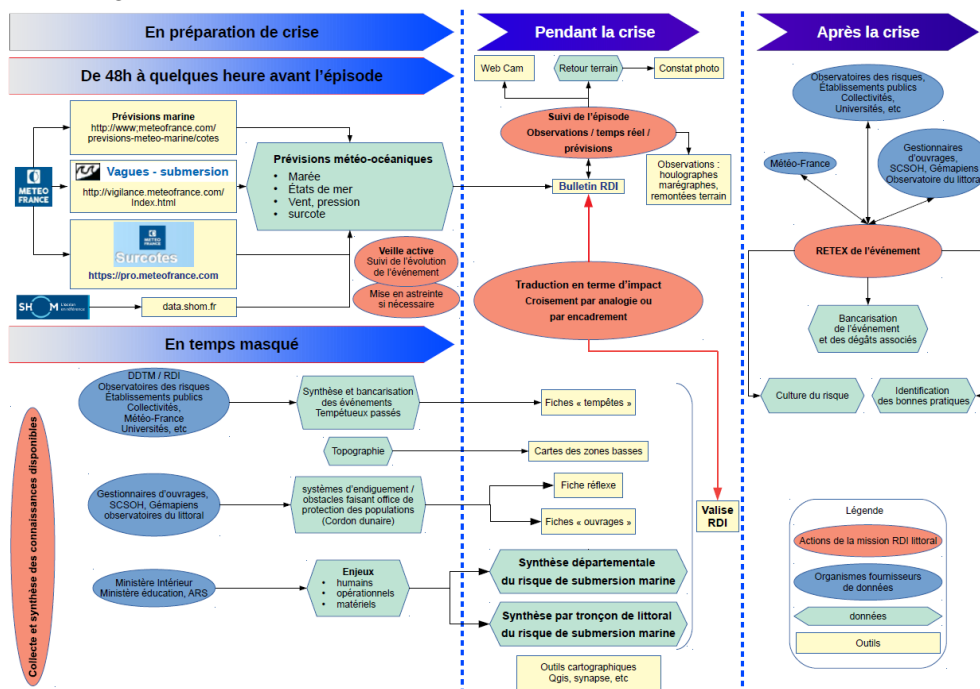 En préparation de crise
Pendant la crise
Après la crise
De 48h à quelques heure avant l'épisode
Prévisions marine
http://www;meteofrance.com/
previsions-meteo-marine/cotes
METEO
FRANCE
Vagues - submersion
http://vigilance.meteofrance.com/
Index.html
METEO
FRANCE
Surcotes
https://pro.meteofrance.com
SHOM
data.shom.fr
Prévisions météo-océaniques
• Marée
• États de mer
• Vent, pression
• surcote
Veille active
Suivi de l'évolution
de l'événement
Mise en astreinte
si nécessaire
Web Cam
Retour terrain
Constat photo
Suivi de l'épisode
Observations / temps réel /
prévisions
Bulletin RDI
Observations :
houlographes
marégraphes,
remontées terrain
Traduction en terme d'impact
Croisement par analogie ou
par encadrement
Valise
RDI
Observatoires des risques,
Établissements publics
Collectivités,
Universités, etc
Météo-France
Gestionnaires
d'ouvrages,
SCSOH, Gémapiens
Observatoire du littoral
RETEX de l'événement
Bancarisation
de l'événement
et des dégâts associés
Culture du risque
Identification
des bonnes pratiques
En temps masqué
Collecte et synthèse des connaissances disponibles
DDTM / RDI
Observatoires des risques
Établissements publics
Collectivités,
Météo-France
Universités, etc
Synthèse et bancarisation
des événements
Tempétueux passés
Fiches « tempêtes »
Topographie
Cartes des zones basses
Gestionnaires d'ouvrages,
SCSOH, Gémapiens
observatoires du littoral
systèmes d'endiguement /
obstacles faisant office de
protection des populations
(Cordon dunaire)
Fiche réflexe
Fiches « ouvrages »
Ministère Intérieur
Ministère éducation, ARS
Enjeux
• humains
• opérationnels
• matériels
Synthèse départementale
du risque de submersion marine
Synthèse par tronçon de littoral
du risque de submersion marine
Outils cartographiques
Qgis, synapse, etc
Légende
Actions de la mission RDI littoral
Organismes fournisseurs
de données
données
Outils